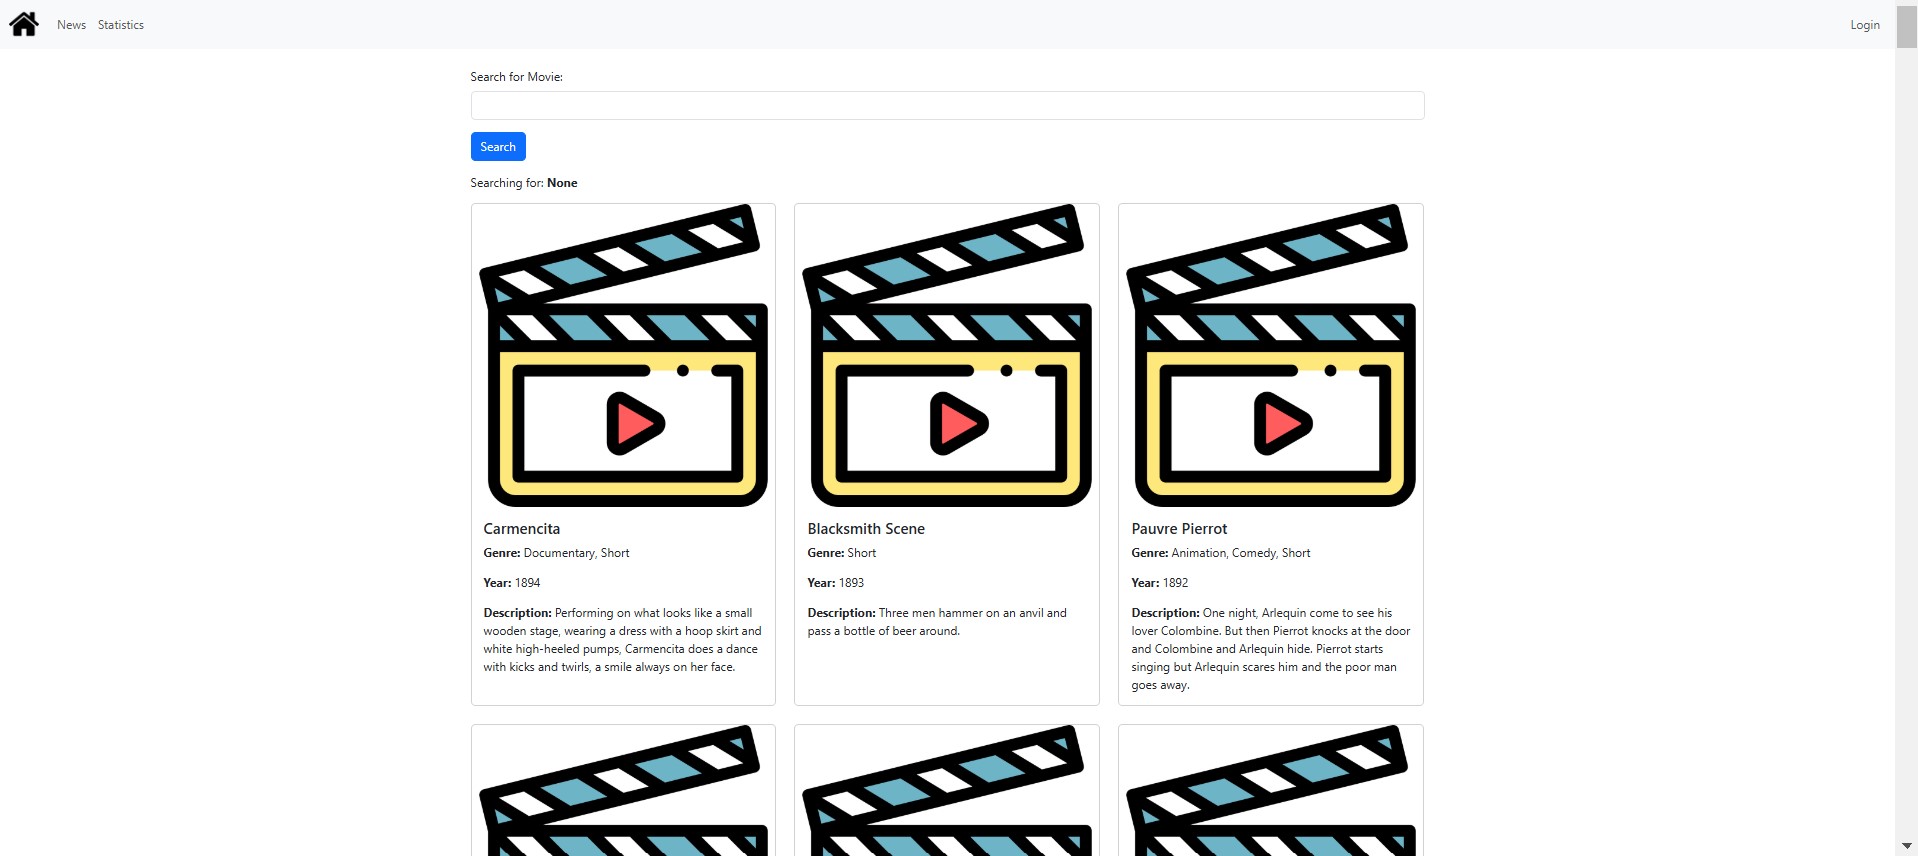 News Statistics Login
Search for Movie:
Search
Searching for: None
Carmencita
Genre: Documentary, Short
Year: 1894
Description: Performing on what looks like a small
wooden stage, wearing a dress with a hoop skirt and
white high-heeled pumps, Carmencita does a dance
with kicks and twirls, a smile always on her face.
Blacksmith Scene
Genre: Short
Year: 1893
Description: Three men hammer on an anvil and
pass a bottle of beer around.
Pauvre Pierrot
Genre: Animation, Comedy, Short
Year: 1892
Description: One night, Arlequin come to see his
lover Colombine. But then Pierrot knocks at the door
and Colombine and Arlequin hide. Pierrot starts
singing but Arlequin scares him and the poor man
goes away.